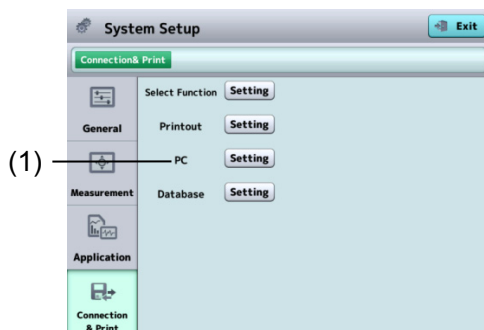 System Setup
Exit
Connection& Print
General
Measurement
Application
Connection
& Print
Select Function Setting
Printout Setting
(1)
PC Setting
Database Setting